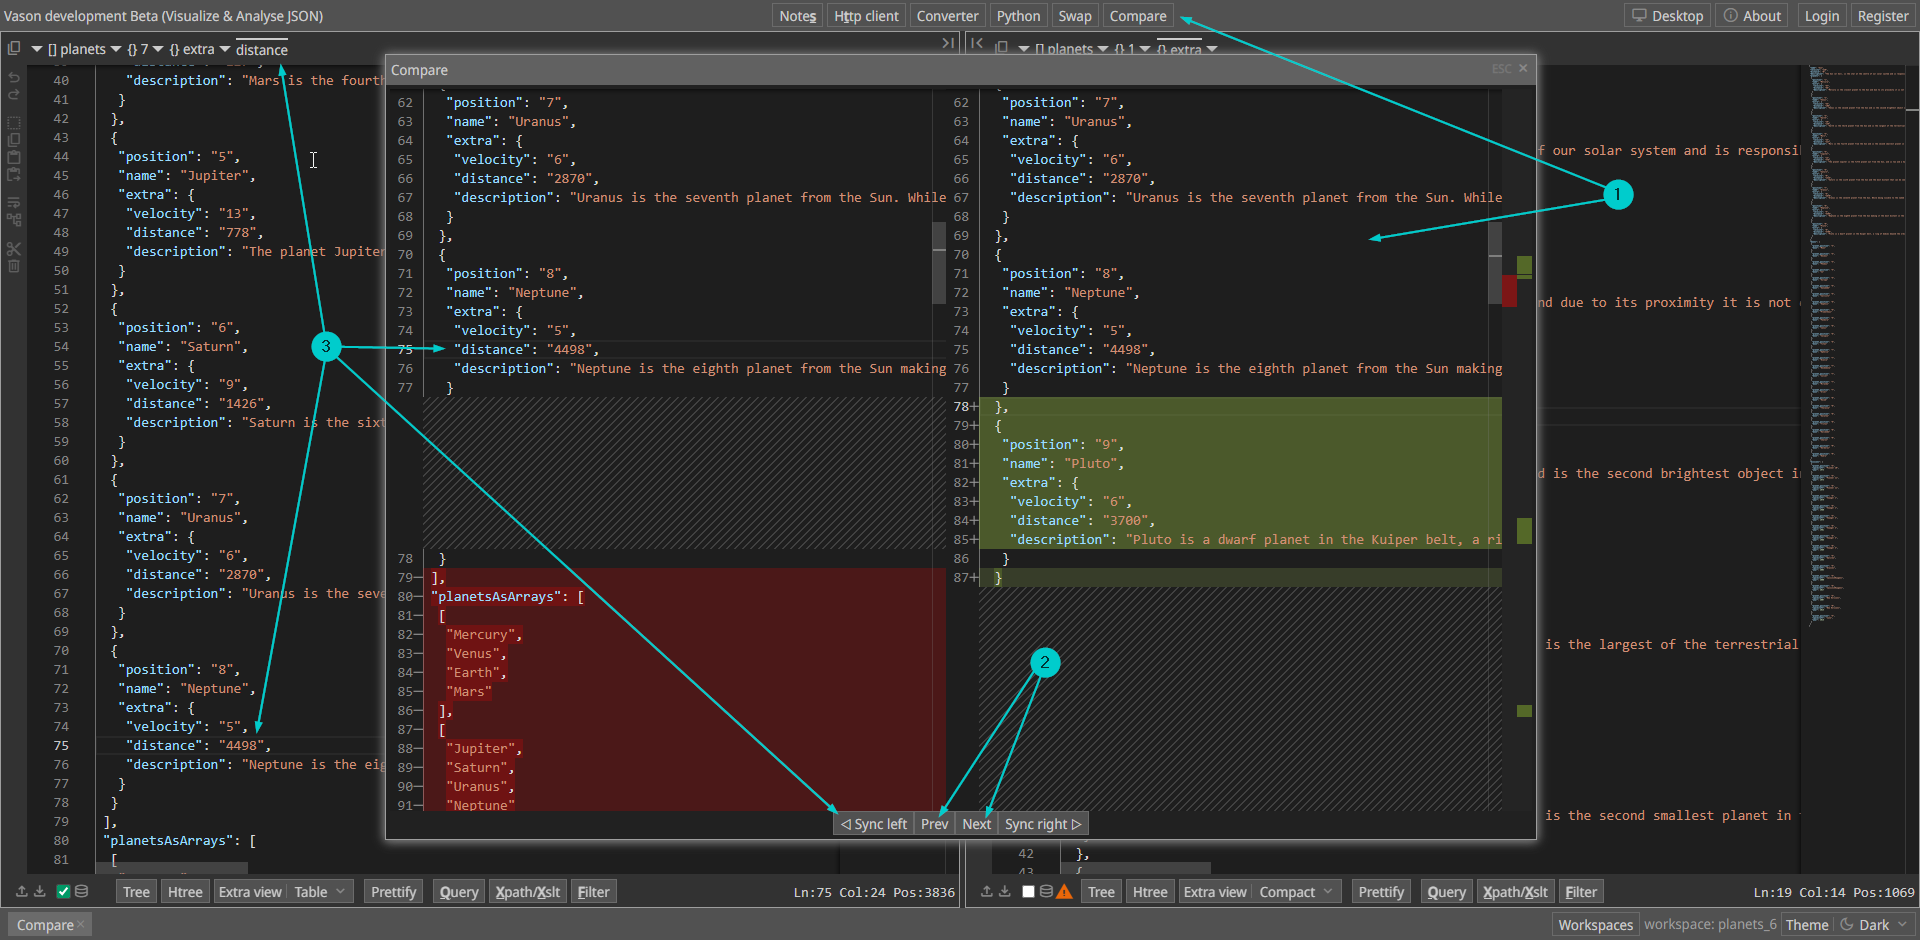 Vason development Beta (Visualize & Analyse JSON)
Notes Http client Converter Python Swap Compare
Desktop About Login Register
[] planets {} 7 {} extra distance
40 "description": "Mars is the fourth
41 }
42 },
43 {
44 "position": "5",
45 "name": "Jupiter",
46 "extra": {
47 "velocity": "13",
48 "distance": "778",
49 "description": "The planet Jupiter
50 }
51 },
52 {
53 "position": "6",
54 "name": "Saturn",
55 "extra": {
56 "velocity": "9",
57 "distance": "1426",
58 "description": "Saturn is the sixt
59 }
60 },
61 {
62 "position": "7",
63 "name": "Uranus",
64 "extra": {
65 "velocity": "6",
66 "distance": "2870",
67 "description": "Uranus is the seve
68 }
69 },
70 {
71 "position": "8",
72 "name": "Neptune",
73 "extra": {
74 "velocity": "5",
75 "distance": "4498",
76 "description": "Neptune is the eig
77 }
78 }
79 ],
80 "planetsAsArrays": [
81 [
3
Tree Htree Extra view Table Prettify Query Xpath/Xslt Filter
Ln:75 Col:24 Pos:3836
Compare
ESC ×
62 "position": "7",
63 "name": "Uranus",
64 "extra": {
65 "velocity": "6",
66 "distance": "2870",
67 "description": "Uranus is the seventh planet from the Sun. While
68 }
69 },
70 {
71 "position": "8",
72 "name": "Neptune",
73 "extra": {
74 "velocity": "5",
75 "distance": "4498",
76 "description": "Neptune is the eighth planet from the Sun making
77 }
78 }
79− ],
80− "planetsAsArrays": [
81− [
82− "Mercury",
83− "Venus",
84− "Earth",
85− "Mars"
86− ],
87− [
88− "Jupiter",
89− "Saturn",
90− "Uranus",
91− "Neptune"
62 "position": "7",
63 "name": "Uranus",
64 "extra": {
65 "velocity": "6",
66 "distance": "2870",
67 "description": "Uranus is the seventh planet from the Sun. While
68 }
69 },
70 {
71 "position": "8",
72 "name": "Neptune",
73 "extra": {
74 "velocity": "5",
75 "distance": "4498",
76 "description": "Neptune is the eighth planet from the Sun making
77 }
78+ },
79+ {
80+ "position": "9",
81+ "name": "Pluto",
82+ "extra": {
83+ "velocity": "6",
84+ "distance": "3700",
85+ "description": "Pluto is a dwarf planet in the Kuiper belt, a ri
86 }
87+ }
2
Sync left Prev Next Sync right
[] planets {} 1 {} extra
f our solar system and is responsi
1
nd due to its proximity it is not
d is the second brightest object i
is the largest of the terrestrial
is the second smallest planet in
42 },
43 {
Tree Htree Extra view Compact Prettify Query Xpath/Xslt Filter
Ln:19 Col:14 Pos:1069
Compare ×
Workspaces workspace: planets_6 Theme Dark